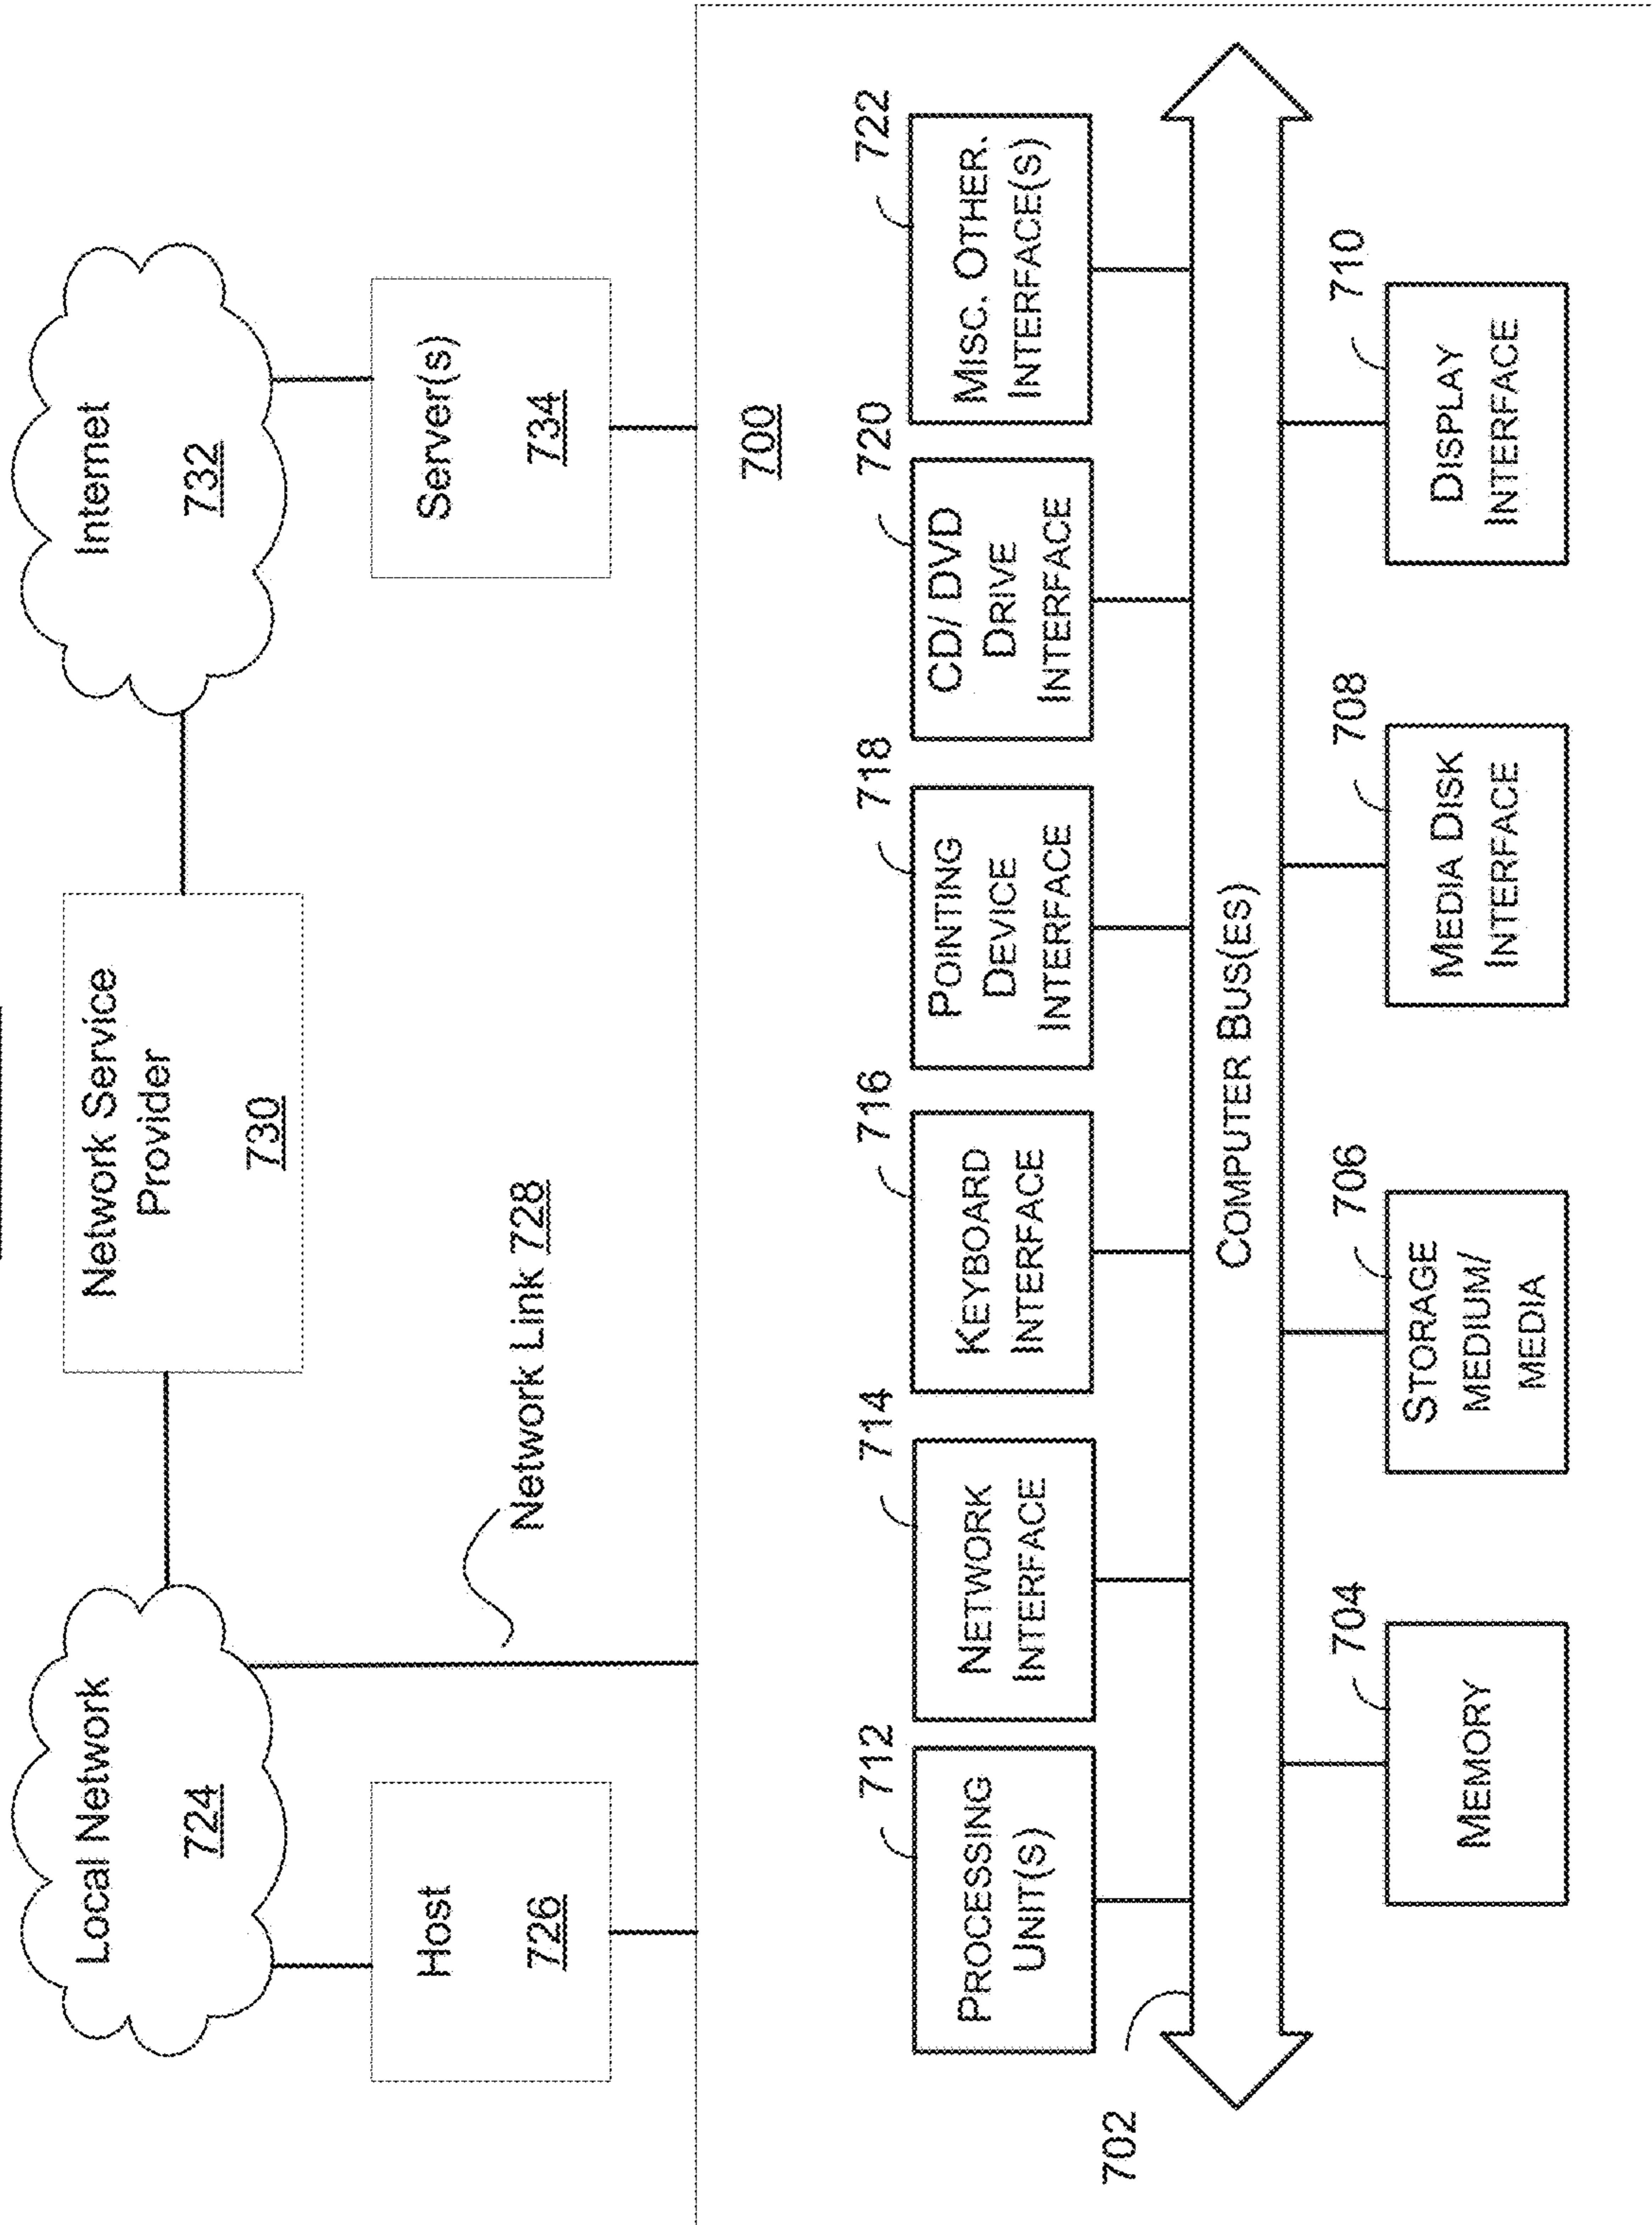 Local Network
724
Network Service
Provider
730
Internet
732
Host
726
Network Link 728
Server(s)
734
700
712
PROCESSING
UNIT(S)
714
NETWORK
INTERFACE
716
KEYBOARD
INTERFACE
718
POINTING
DEVICE
INTERFACE
720
CD/ DVD
DRIVE
INTERFACE
722
MISC. OTHER.
INTERFACE(S)
702
COMPUTER BUS(ES)
704
MEMORY
706
STORAGE
MEDIUM/
MEDIA
708
MEDIA DISK
INTERFACE
710
DISPLAY
INTERFACE